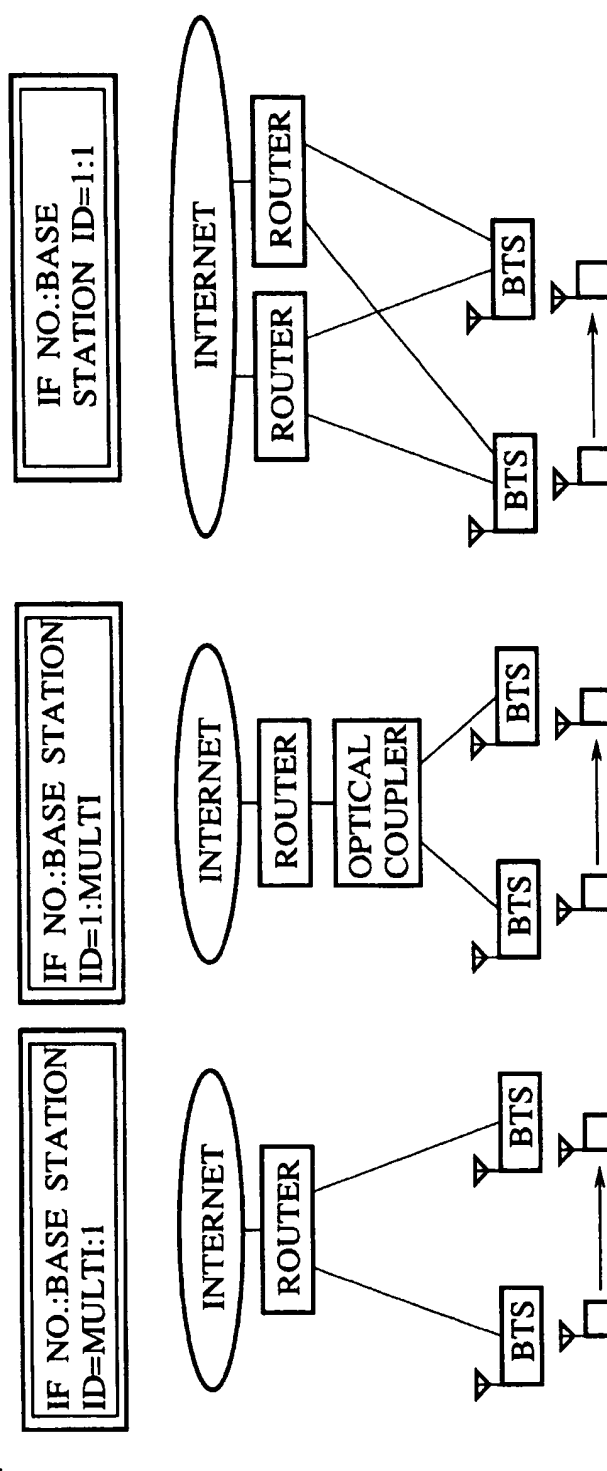 IF NO.:BASE STATION
ID=MULTI:1
INTERNET
ROUTER
BTS
BTS
IF NO.:BASE STATION
ID=1:MULTI
INTERNET
ROUTER
OPTICAL
COUPLER
BTS
BTS
IF NO.:BASE
STATION ID=1:1
INTERNET
ROUTER
ROUTER
BTS
BTS